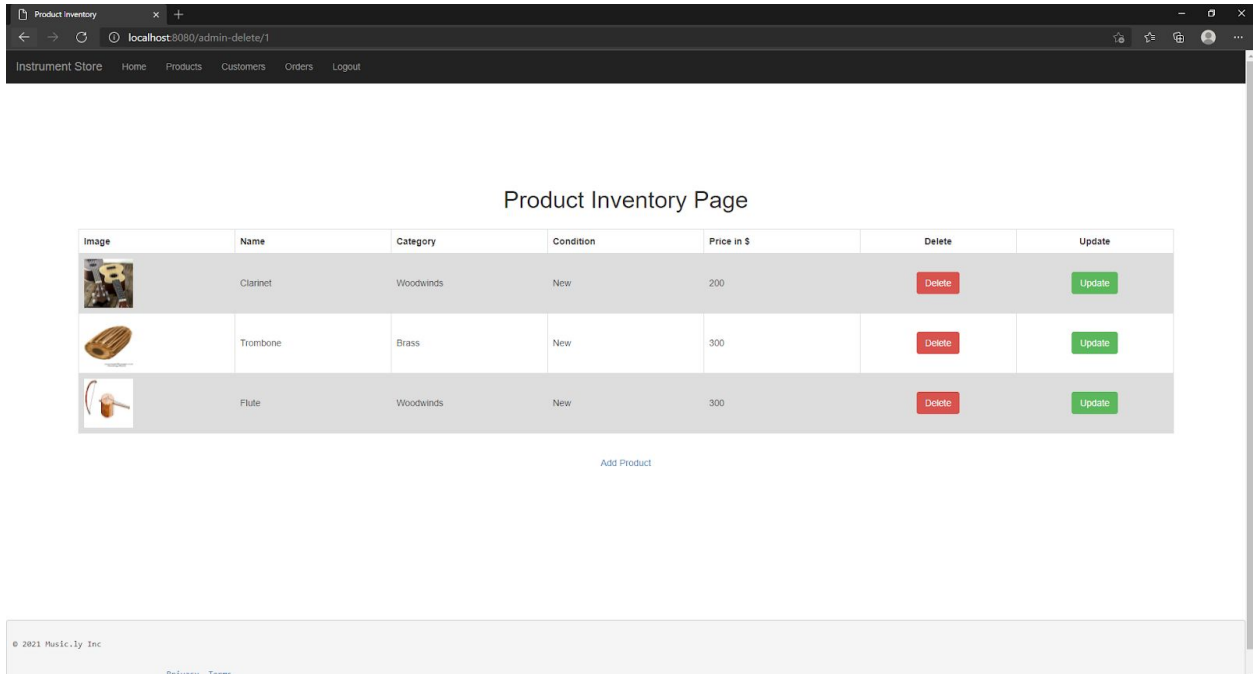 Product Inventory
localhost:8080/admin-delete/1
Instrument Store Home Products Customers Orders Logout
Product Inventory Page
Image Name Category Condition Price in $ Delete Update
Clarinet Woodwinds New 200 Delete Update
Trombone Brass New 300 Delete Update
Flute Woodwinds New 300 Delete Update
Add Product
© 2021 Music.ly Inc
Privacy Terms